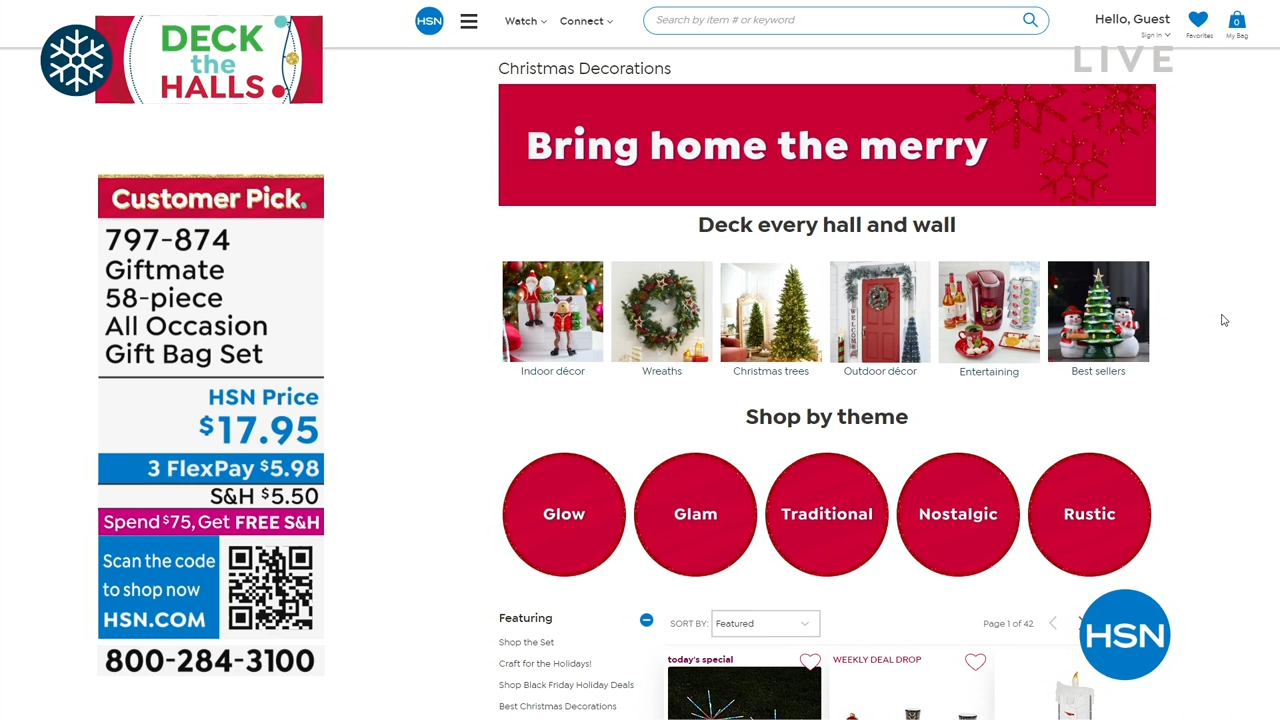 DECK
the
HALLS.
Customer Pick.
797-874
Giftmate
58-piece
All Occasion
Gift Bag Set
HSN Price
$17.95
3 FlexPay $5.98
S&H $5.50
Spend $75, Get FREE S&H
Scan the code
to shop now
HSN.COM
800-284-3100
HSN
Watch
Connect
Search by item # or keyword
Hello, Guest
Sign in
Favorites
0
My Bag
LIVE
Christmas Decorations
Bring home the merry
Deck every hall and wall
WELCOME
Indoor décor
Wreaths
Christmas trees
Outdoor décor
Entertaining
Best sellers
Shop by theme
Glow
Glam
Traditional
Nostalgic
Rustic
Featuring
Shop the Set
Craft for the Holidays!
Shop Black Friday Holiday Deals
Best Christmas Decorations
SORT BY:
Featured
Page 1 of 42
today's special
WEEKLY DEAL DROP
HSN